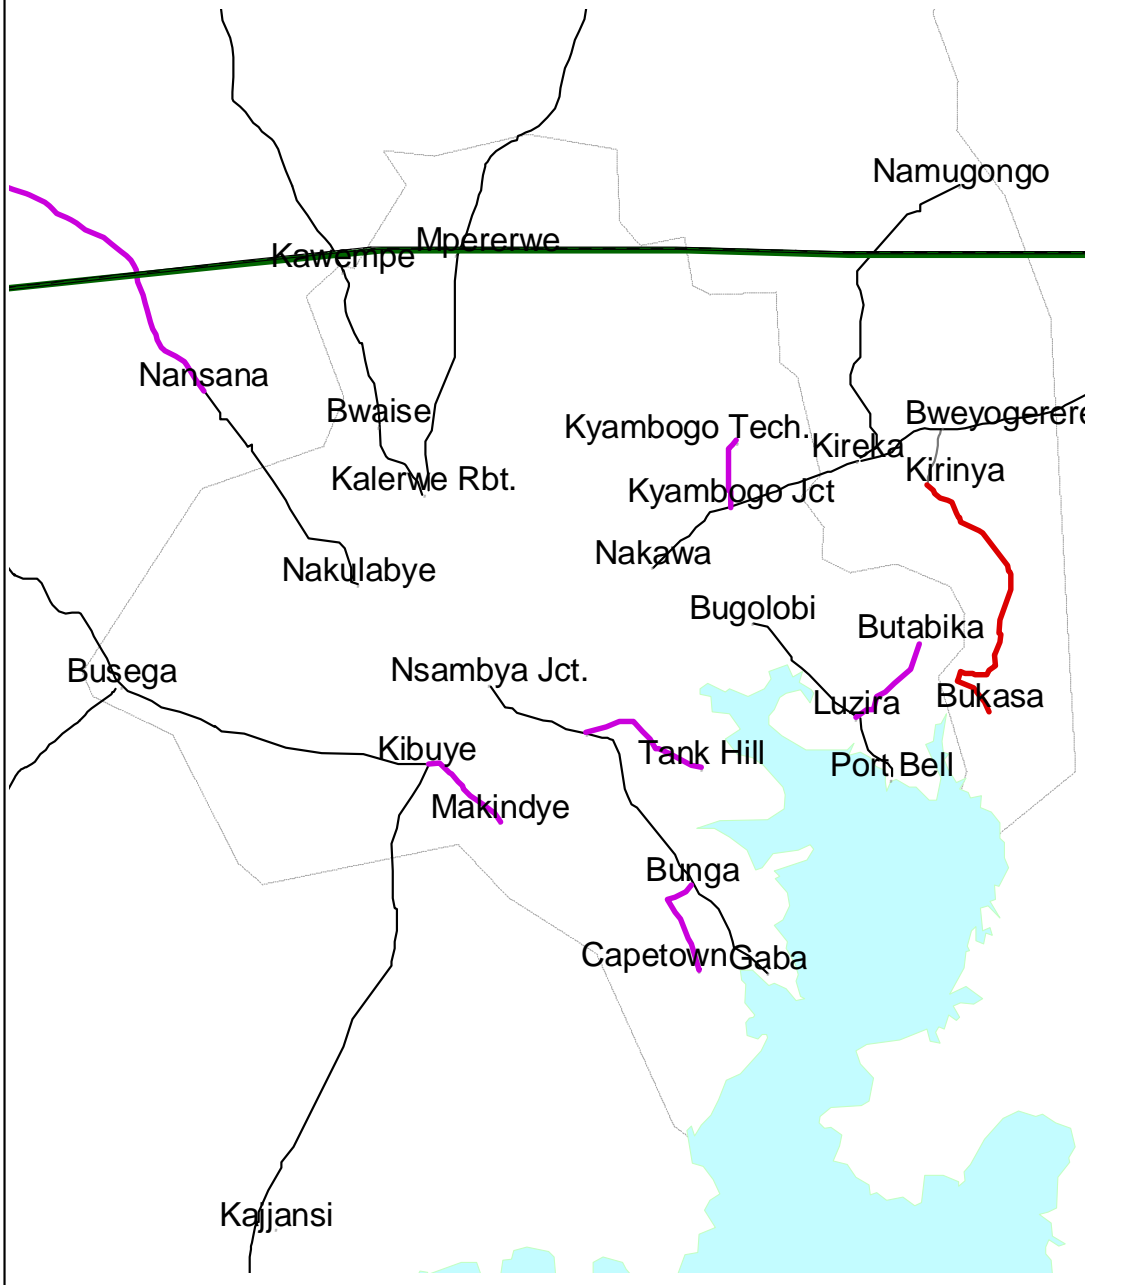 Namugongo
Mpererwe
Kawempe
Nansana
Bwaise
Bweyogerere
Kyambogo Tech.
Kireka
Kirinya
Kalerwe Rbt.
Kyambogo Jct
Nakawa
Nakulabye
Bugolobi
Butabika
Busega
Nsambya Jct.
Bukasa
Luzira
Kibuye
Tank Hill
Port Bell
Makindye
Bunga
Capetown
Gaba
Kajjansi